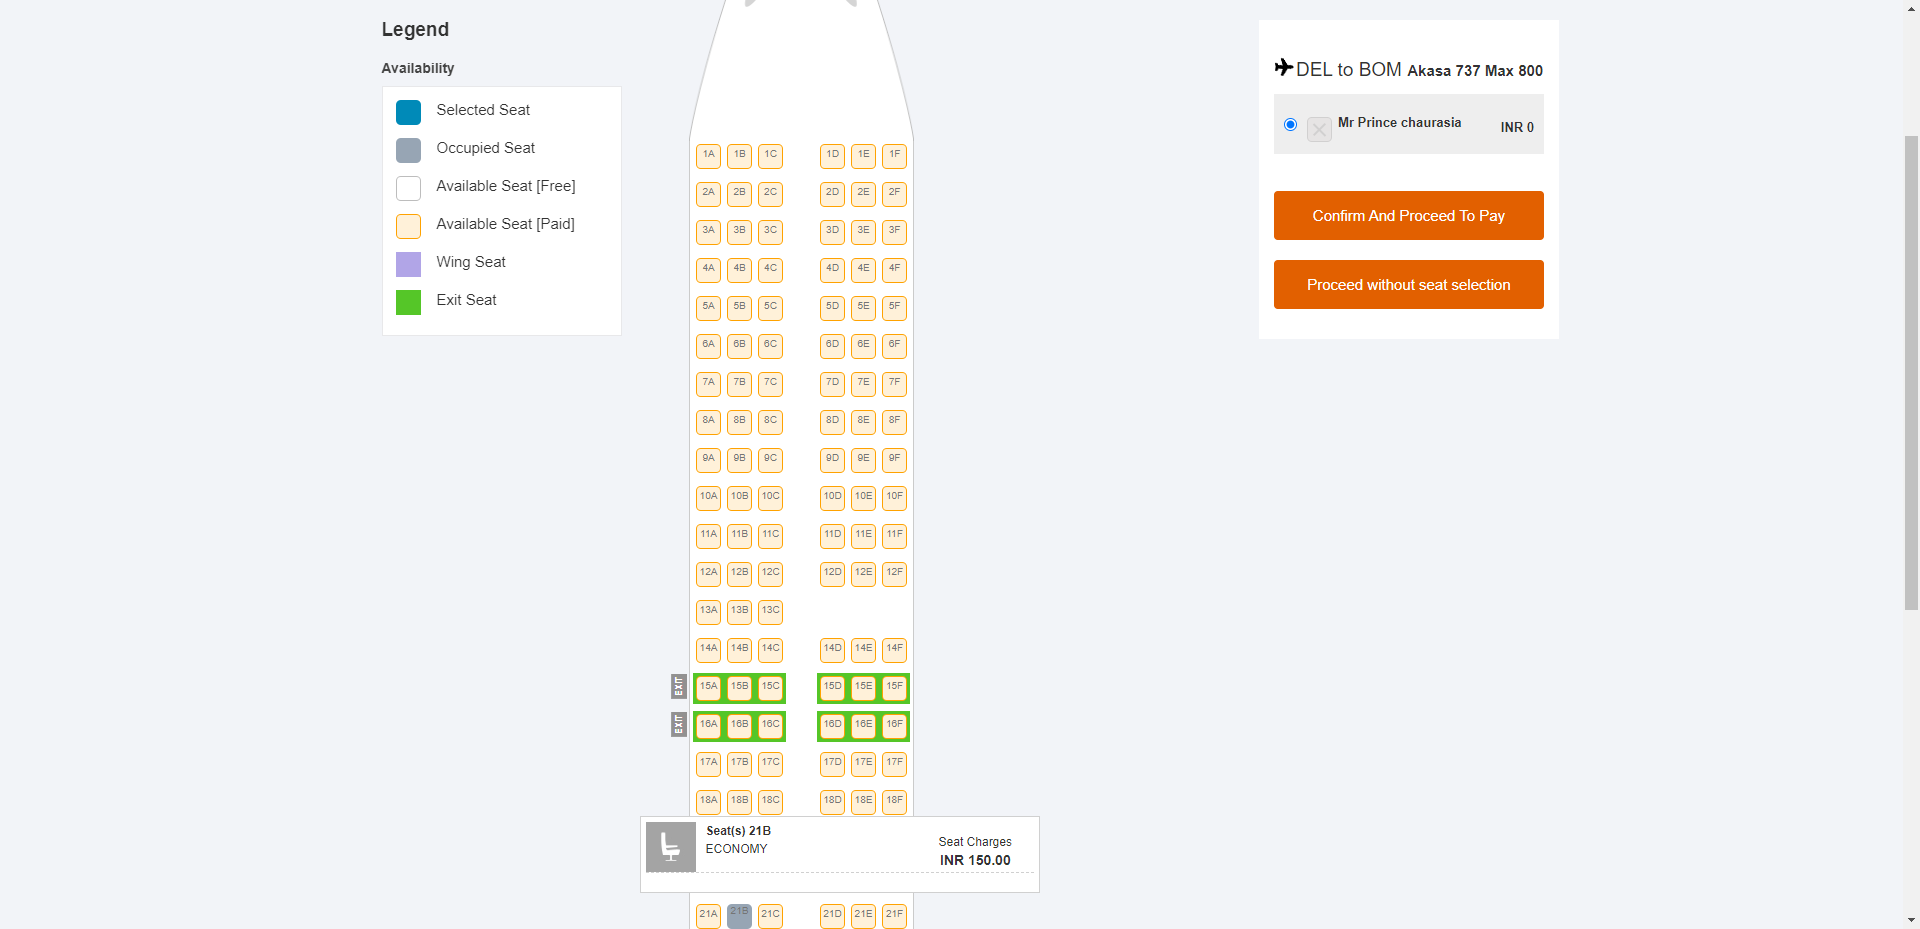 Legend
Availability
Selected Seat
Occupied Seat
Available Seat [Free]
Available Seat [Paid]
Wing Seat
Exit Seat
1A 1B 1C 1D 1E 1F
2A 2B 2C 2D 2E 2F
3A 3B 3C 3D 3E 3F
4A 4B 4C 4D 4E 4F
5A 5B 5C 5D 5E 5F
6A 6B 6C 6D 6E 6F
7A 7B 7C 7D 7E 7F
8A 8B 8C 8D 8E 8F
9A 9B 9C 9D 9E 9F
10A 10B 10C 10D 10E 10F
11A 11B 11C 11D 11E 11F
12A 12B 12C 12D 12E 12F
13A 13B 13C
14A 14B 14C 14D 14E 14F
EXIT 15A 15B 15C 15D 15E 15F
EXIT 16A 16B 16C 16D 16E 16F
17A 17B 17C 17D 17E 17F
18A 18B 18C 18D 18E 18F
Seat(s) 21B
ECONOMY
Seat Charges
INR 150.00
21A 21B 21C 21D 21E 21F
DEL to BOM Akasa 737 Max 800
Mr Prince chaurasia INR 0
Confirm And Proceed To Pay
Proceed without seat selection